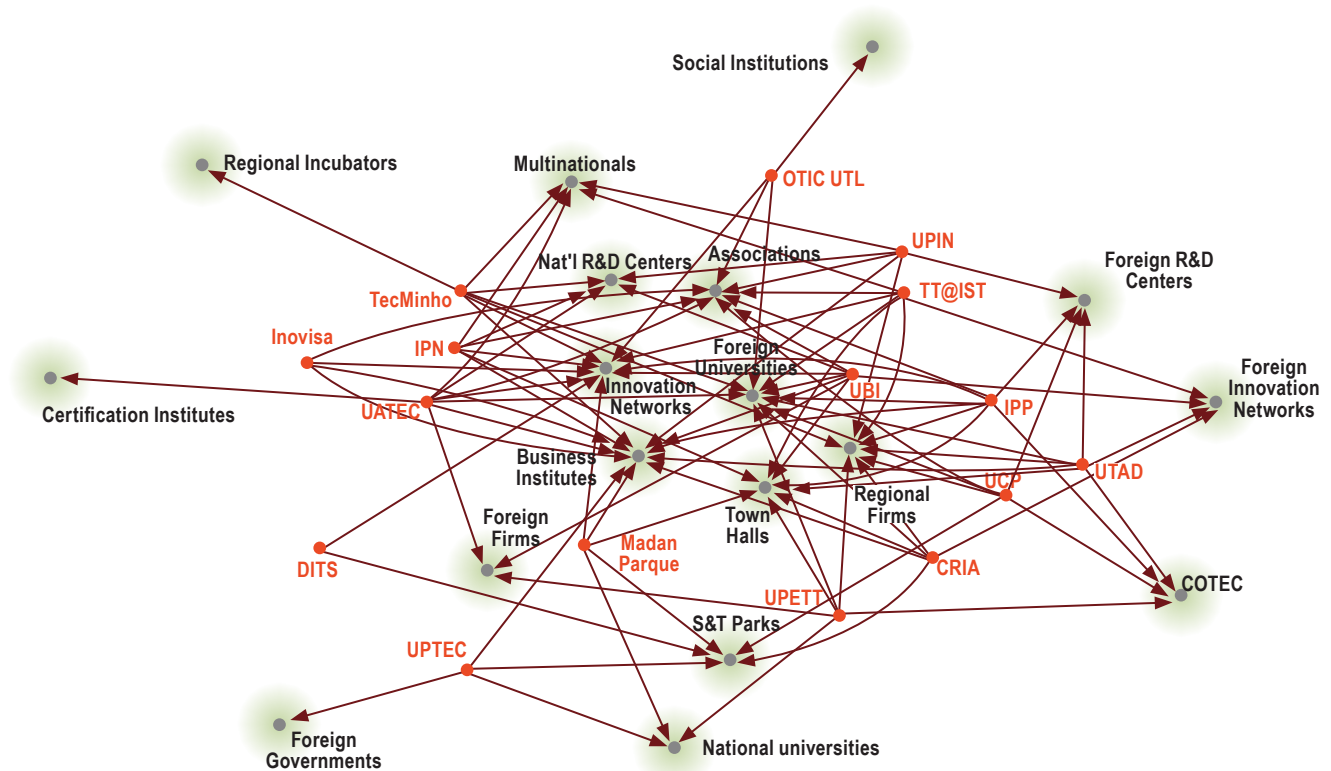 Social Institutions
Regional Incubators
Multinationals
OTIC UTL
UPIN
Nat'l R&D Centers
Associations
Foreign R&D
Centers
TecMinho
TT@IST
Inovisa
IPN
Foreign
Universities
UBI
Foreign
Innovation
Networks
Certification Institutes
UATEC
Innovation
Networks
IPP
Business
Institutes
UTAD
UCP
Regional
Firms
Town
Halls
Foreign
Firms
DITS
Madan
Parque
CRIA
COTEC
UPETT
S&T Parks
UPTEC
Foreign
Governments
National universities